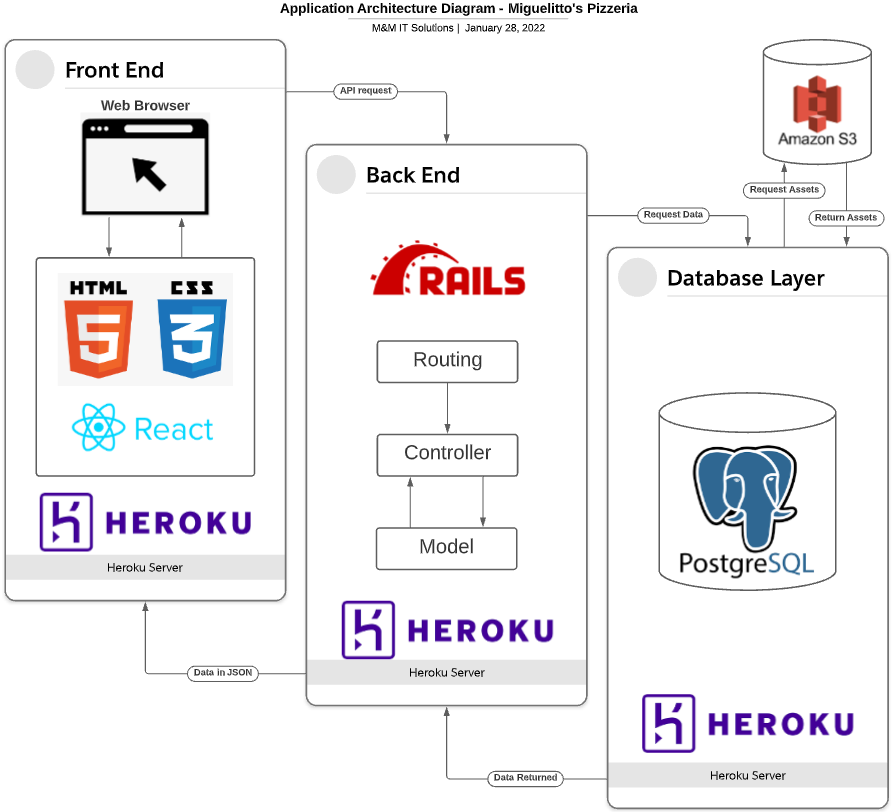 Application Architecture Diagram - Miguelitto's Pizzeria
M&M IT Solutions | January 28, 2022
Front End
Web Browser
HTML
CSS
5
3
React
HEROKU
Heroku Server
API request
Back End
RAILS
Routing
Controller
Model
HEROKU
Heroku Server
Data in JSON
Request Data
Data Returned
Amazon S3
Request Assets
Return Assets
Database Layer
PostgreSQL
HEROKU
Heroku Server